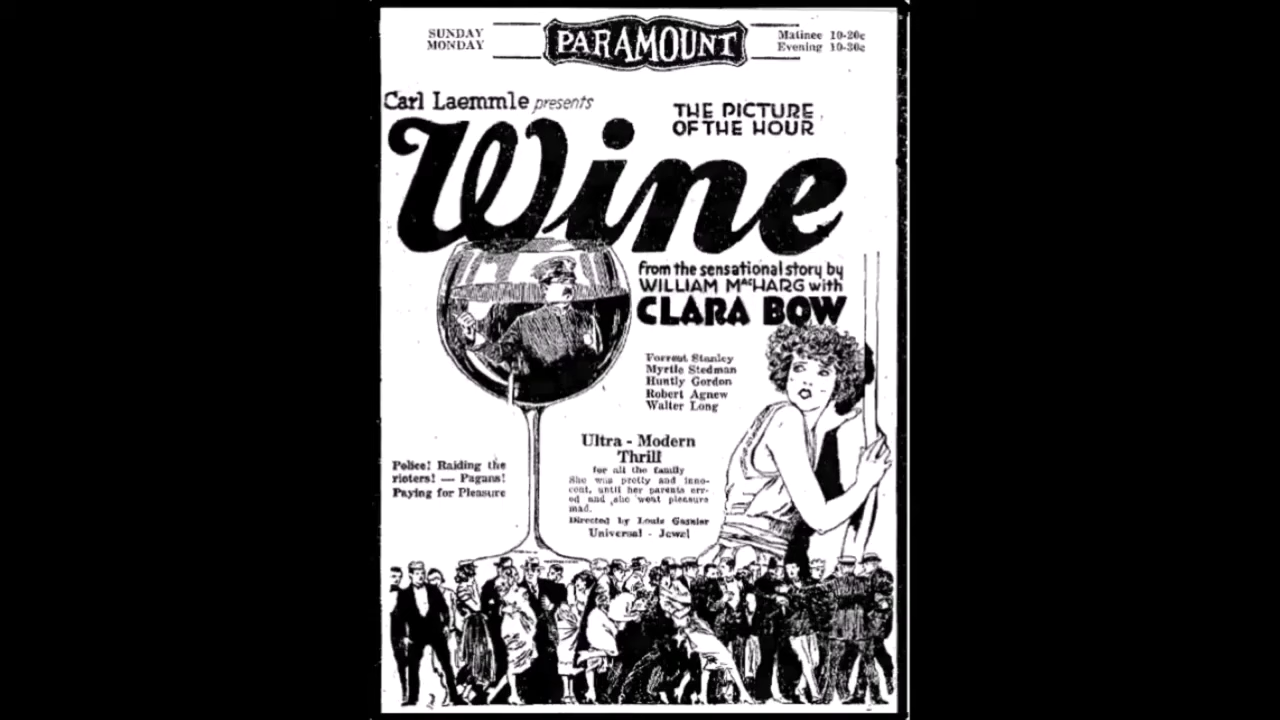 SUNDAY
MONDAY
PARAMOUNT
Matinee 10-20c
Evening 10-30c
Carl Laemmle presents
THE PICTURE
OF THE HOUR
Wine
from the sensational story by
WILLIAM MacHARG with
CLARA BOW
Forrest Stanley
Myrtle Stedman
Huntly Gordon
Robert Agnew
Walter Long
Ultra - Modern
Thrill
for all the family
She was pretty and inno-
cent, until her parents err-
ed and she went pleasure
mad.
Directed by Louis Gasnier
Universal - Jewel
Police! Raiding the
rioters! — Pagans!
Paying for Pleasure